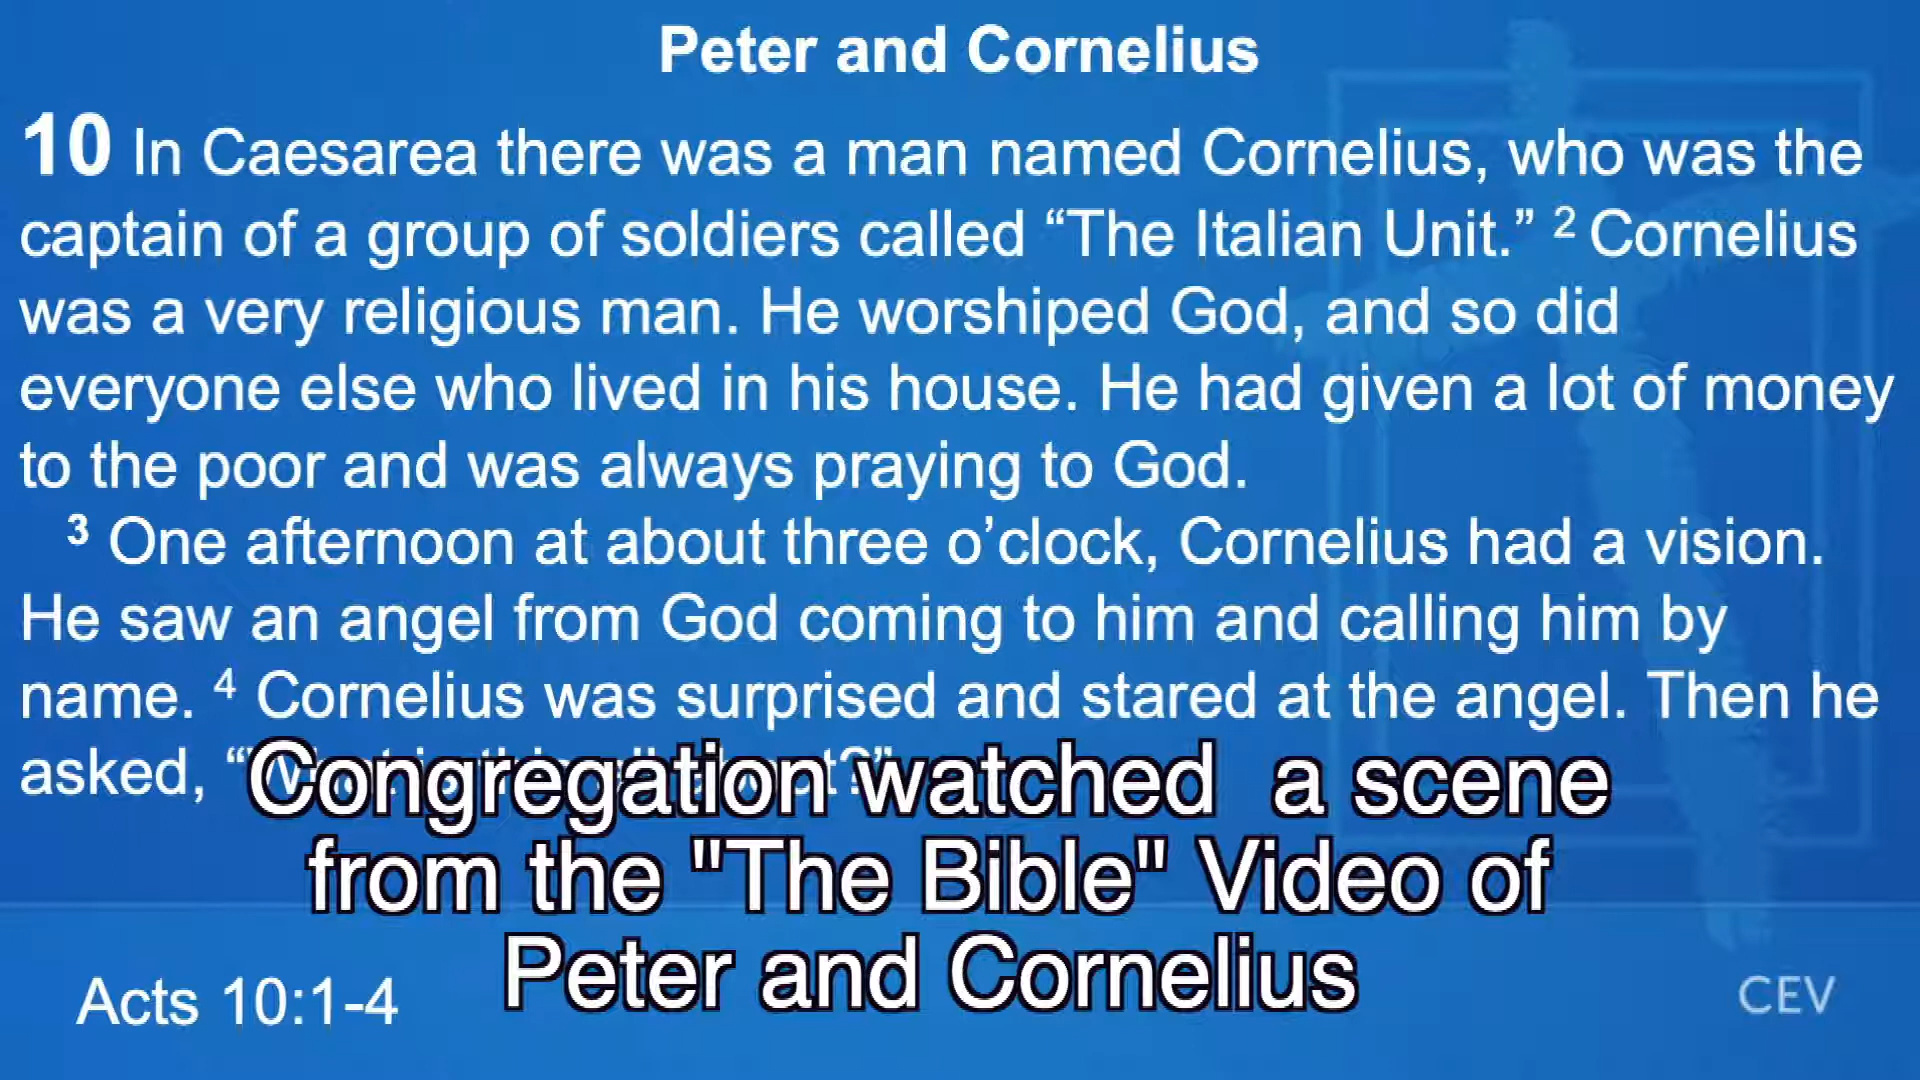 Peter and Cornelius
10 In Caesarea there was a man named Cornelius, who was the
captain of a group of soldiers called “The Italian Unit.” 2 Cornelius
was a very religious man. He worshiped God, and so did
everyone else who lived in his house. He had given a lot of money
to the poor and was always praying to God.
3 One afternoon at about three o’clock, Cornelius had a vision.
He saw an angel from God coming to him and calling him by
name. 4 Cornelius was surprised and stared at the angel. Then he
asked,
Congregation watched a scene
from the "The Bible" Video of
Peter and Cornelius
Acts 10:1-4
CEV